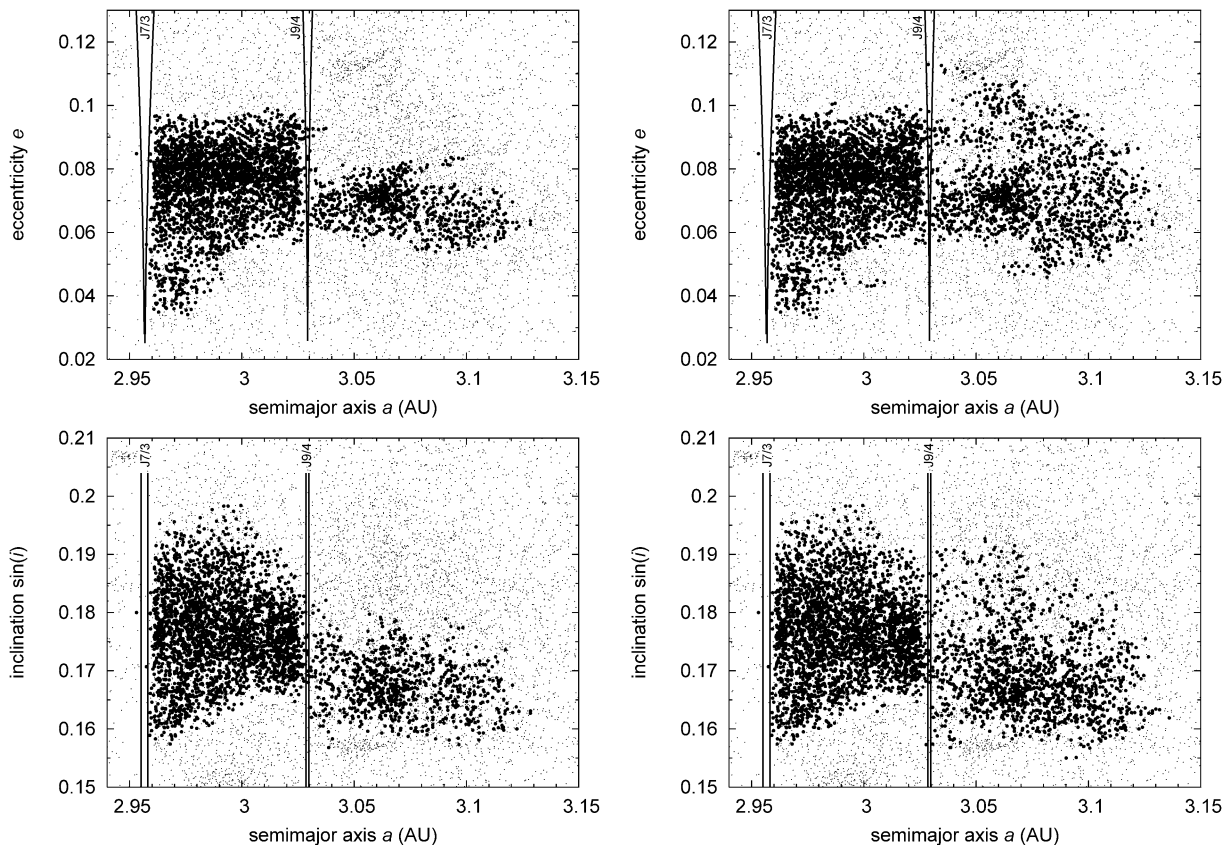 J7/3
J9/4
0.12
0.1
0.08
0.06
0.04
0.02
eccentricity e
2.95
3
3.05
3.1
3.15
semimajor axis a (AU)
J7/3
J9/4
0.12
0.1
0.08
0.06
0.04
0.02
eccentricity e
2.95
3
3.05
3.1
3.15
semimajor axis a (AU)
0.21
0.2
0.19
0.18
0.17
0.16
0.15
J7/3
J9/4
inclination sin(i)
2.95
3
3.05
3.1
3.15
semimajor axis a (AU)
0.21
0.2
0.19
0.18
0.17
0.16
0.15
J7/3
J9/4
inclination sin(i)
2.95
3
3.05
3.1
3.15
semimajor axis a (AU)